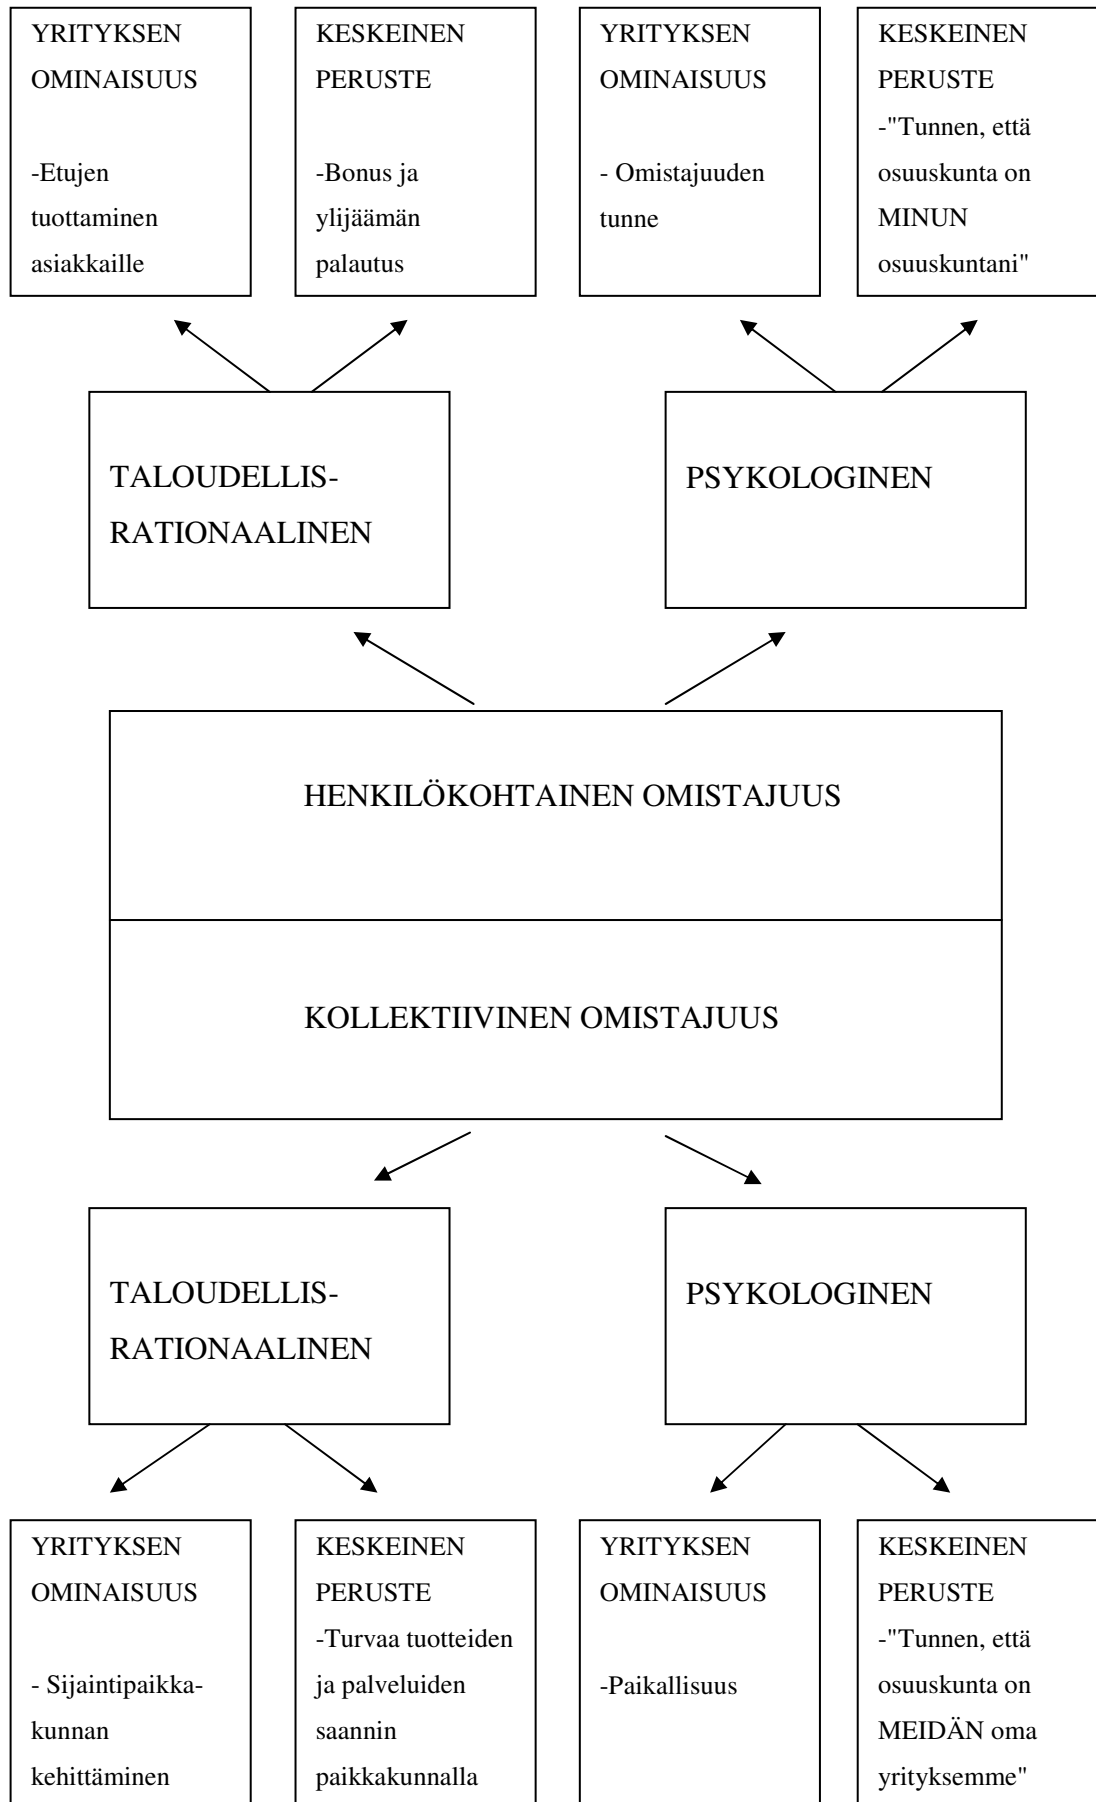 YRITYKSEN
OMINAISUUS
-Etujen
tuottaminen
asiakkaille
KESKEINEN
PERUSTE
-Bonus ja
ylijäämän
palautus
YRITYKSEN
OMINAISUUS
- Omistajuuden
tunne
KESKEINEN
PERUSTE
-"Tunnen, että
osuuskunta on
MINUN
osuuskuntani"
TALOUDELLIS-
RATIONAALINEN
PSYKOLOGINEN
HENKILÖKOHTAINEN OMISTAJUUS
KOLLEKTIIVINEN OMISTAJUUS
TALOUDELLIS-
RATIONAALINEN
PSYKOLOGINEN
YRITYKSEN
OMINAISUUS
- Sijaintipaikka-
kunnan
kehittäminen
KESKEINEN
PERUSTE
-Turvaa tuotteiden
ja palveluiden
saannin
paikkakunnalla
YRITYKSEN
OMINAISUUS
-Paikallisuus
KESKEINEN
PERUSTE
-"Tunnen, että
osuuskunta on
MEIDÄN oma
yrityksemme"